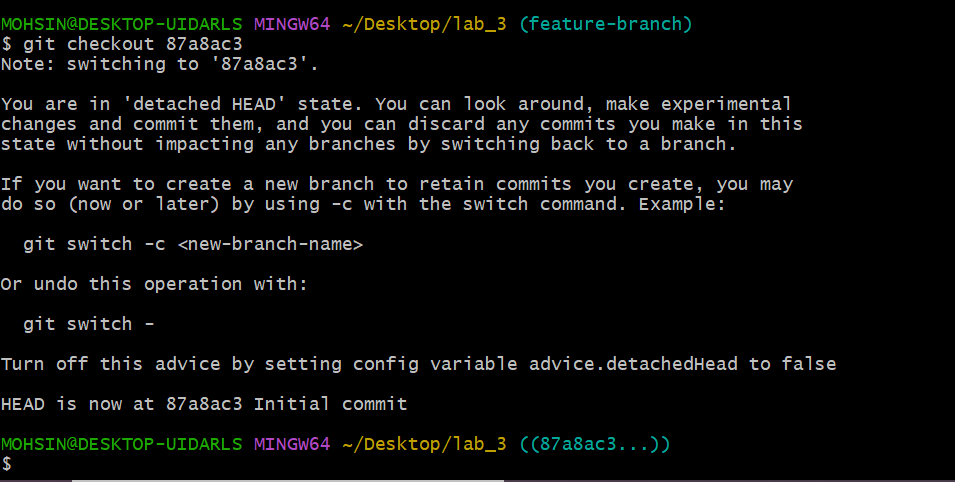 MOHSIN@DESKTOP-UIDARLS MINGW64 ~/Desktop/lab_3 (feature-branch)
$ git checkout 87a8ac3
Note: switching to '87a8ac3'.
You are in 'detached HEAD' state. You can look around, make experimental
changes and commit them, and you can discard any commits you make in this
state without impacting any branches by switching back to a branch.
If you want to create a new branch to retain commits you create, you may
do so (now or later) by using -c with the switch command. Example:
git switch -c <new-branch-name>
Or undo this operation with:
git switch -
Turn off this advice by setting config variable advice.detachedHead to false
HEAD is now at 87a8ac3 Initial commit
MOHSIN@DESKTOP-UIDARLS MINGW64 ~/Desktop/lab_3 ((87a8ac3...))
$